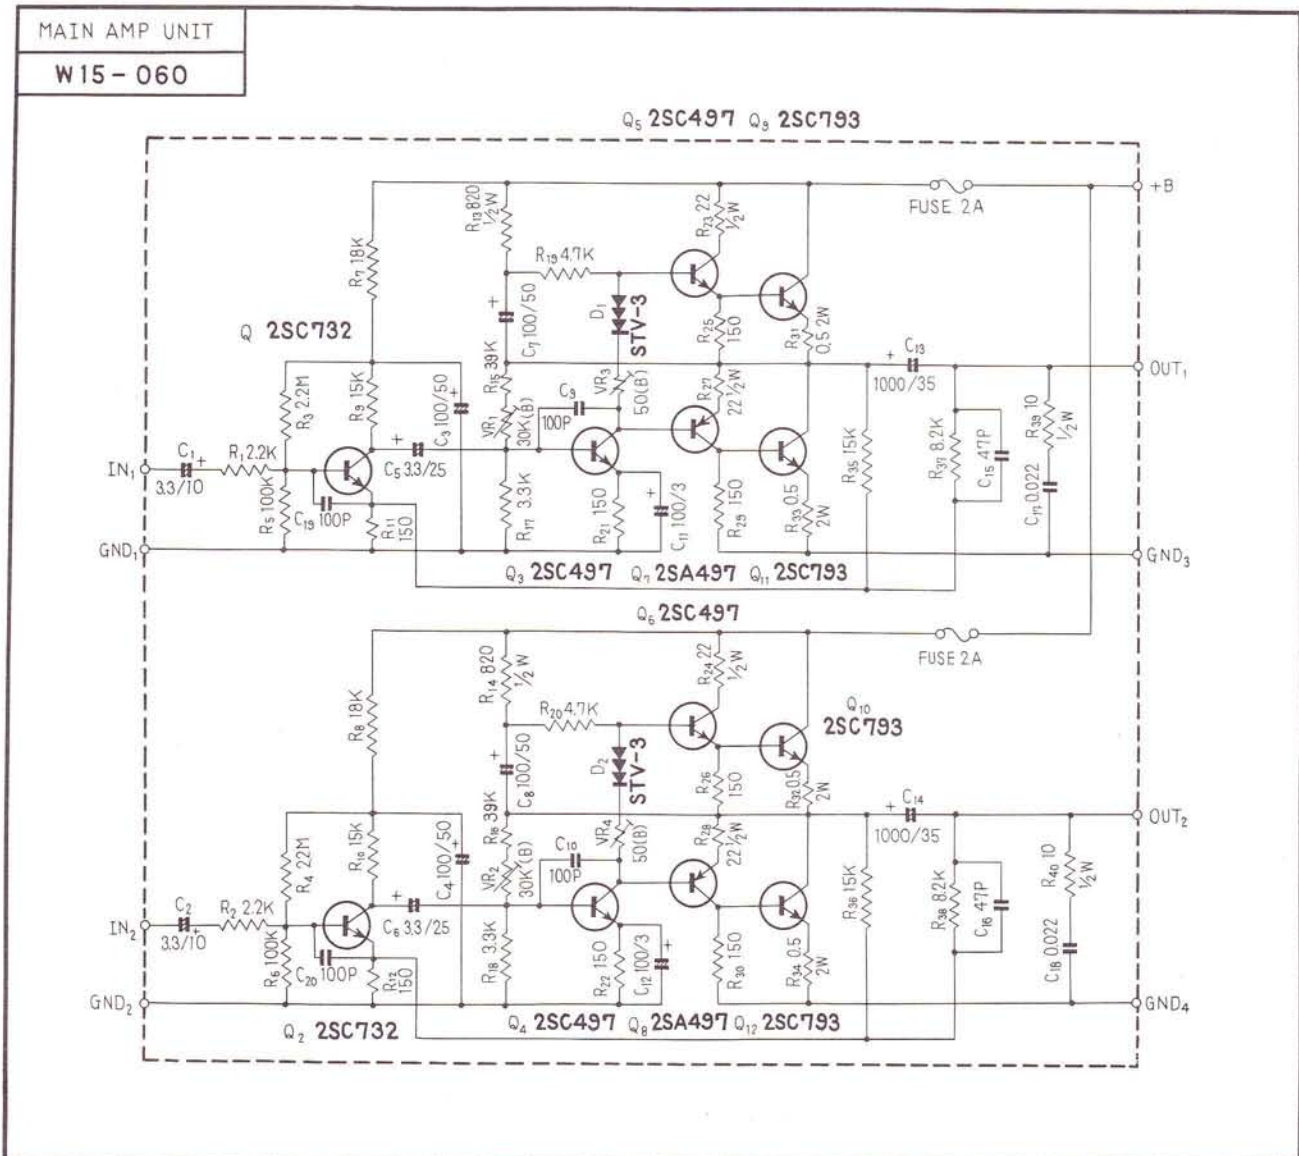 MAIN AMP UNIT
W15-060
Q5 2SC497 Q9 2SC793
+B
FUSE 2A
R13 820 1/2W
R23 22 1/2W
R7 18K
R19 4.7K
C7 100/50
D1 STV-3
R25 150
R31 0.5 2W
Q 2SC732
R3 2.2M
R9 15K
C3 100/50
R15 39K
VR1 30K(B)
C9 100P
VR3 50(B)
R27 22 1/2W
C13 1000/35
OUT1
IN1
C1 3.3/10
R1 2.2K
C5 3.3/25
R35 15K
R37 8.2K
C15 47P
R39 10 1/2W
R5 100K
C19 100P
R11 150
R17 3.3K
R21 150
C11 100/3
R29 150
R33 0.5 2W
C17 0.022
GND1
GND3
Q3 2SC497 Q7 2SA497 Q11 2SC793
Q6 2SC497
FUSE 2A
R14 820 1/2W
R24 22 1/2W
R8 18K
R20 4.7K
Q10 2SC793
C8 100/50
D2 STV-3
R26 150
R32 0.5 2W
R4 22M
R10 15K
C4 100/50
R16 39K
VR2 30K(B)
C10 100P
VR4 50(B)
R28 22 1/2W
C14 1000/35
OUT2
IN2
C2 3.3/10
R2 2.2K
C6 3.3/25
R36 15K
R38 8.2K
C16 47P
R40 10 1/2W
R6 100K
C20 100P
R12 150
R18 3.3K
R22 150
C12 100/3
R30 150
R34 0.5 2W
C18 0.022
GND2
GND4
Q2 2SC732
Q4 2SC497 Q8 2SA497 Q12 2SC793